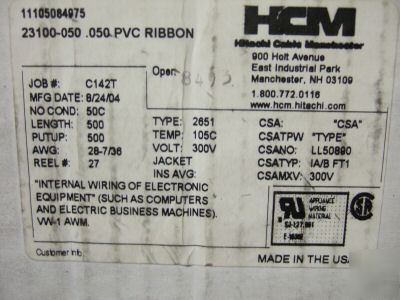 11105084975
23100-050 .050 PVC RIBBON
HCM
Hitachi Cable Manchester
900 Holt Avenue
East Industrial Park
Manchester, NH 03109
1.800.772.0116
www.hcm.hitachi.com
Oper:
JOB #: C142T
MFG DATE: 8/24/04
NO COND: 50C
LENGTH: 500
PUTUP: 500
AWG: 28-7/36
REEL #: 27
TYPE: 2651
TEMP: 105C
VOLT: 300V
JACKET
INS AVG:
CSA: "CSA"
CSATPW "TYPE"
CSANO: LL50890
CSATYP: IA/B FT1
CSAMXV: 300V
"INTERNAL WIRING OF ELECTRONIC
EQUIPMENT" (SUCH AS COMPUTERS
AND ELECTRIC BUSINESS MACHINES).
VW-1 AWM.
APPLIANCE
WIRING
MATERIAL
Customer Info:
MADE IN THE USA